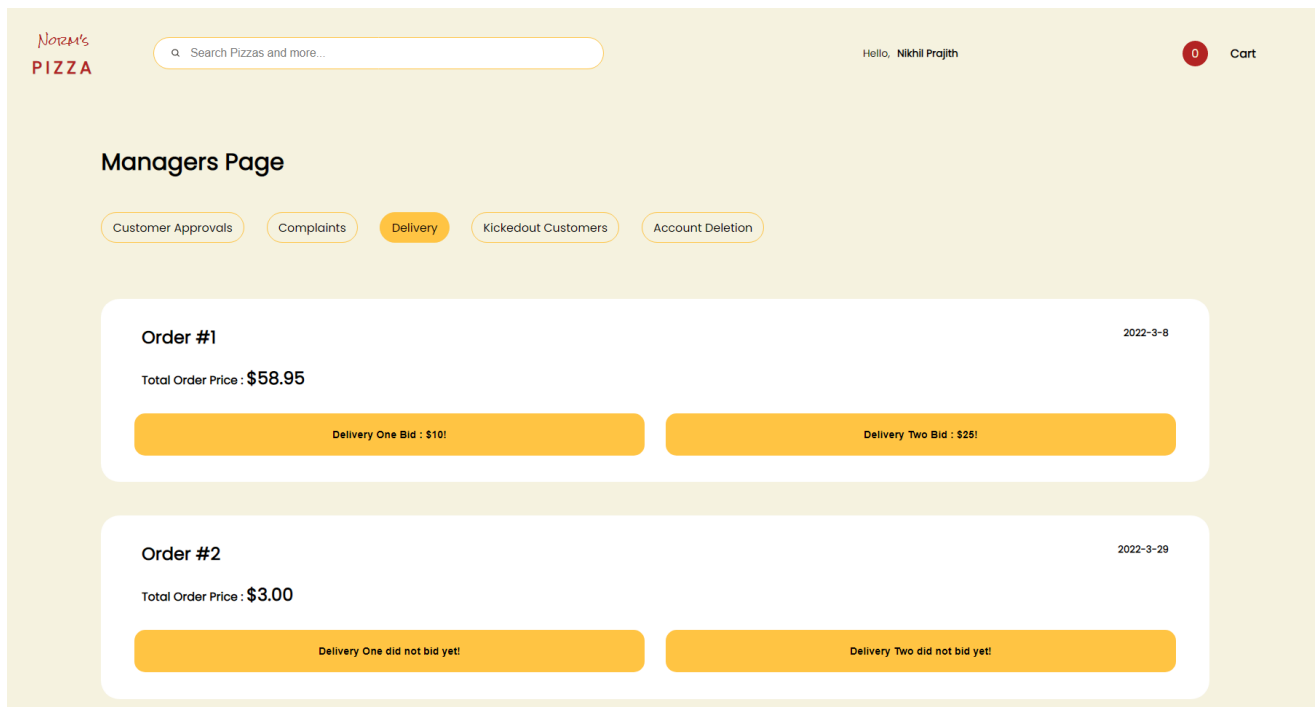 Norm's
PIZZA
Search Pizzas and more...
Hello, Nikhil Prajith
0
Cart
Managers Page
Customer Approvals
Complaints
Delivery
Kickedout Customers
Account Deletion
Order #1
2022-3-8
Total Order Price : $58.95
Delivery One Bid : $10!
Delivery Two Bid : $25!
Order #2
2022-3-29
Total Order Price : $3.00
Delivery One did not bid yet!
Delivery Two did not bid yet!